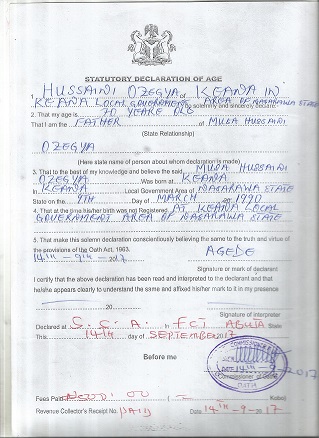 STATUTORY DECLARATION OF AGE
1. I HUSSAINI OZEGYA of KEANA IN
KEANA LOCAL GOVERNMENT AREA OF NASARAWA STATE
do solemnly and sincerely declare
2. That my age is 70 YEARS OLD
That I am the FATHER of MUSA HUSSAINI
(State Relationship)
OZEGYA
(Here state name of person about whom declaration is made)
3. That to the best of my knowledge and believe the said MUSA HUSSAINI
OZEGYA Was born at KEANA
In KEANA Local Government Area of NASARAWA STATE
State on the 9TH Day of MARCH 1990
4. That at the time his/her birth was not Registered AT KEANA LOCAL
GOVERNMENT AREA OF NASARAWA STATE
5. That make this solemn declaration conscientiously believing the same to the truth and virtue of
the provisions of the Oath Act, 1963.
14TH - 9TH - 2017
AGEDE
Signature or mark of declarant
I certify that the above declaration has been read and interpreted to the declarant and that
he/she appears clearly to understand the same and affixed his/her mark to it in my presence
Signature of interpreter
Declared at S. C. A. In FCT ABUJA State
This 14TH day of SEPTEMBER 2017
Before me
OATH
Fees Paid Kobo
Revenue Collector's Receipt No. PAID Date 14TH - 9 - 2017